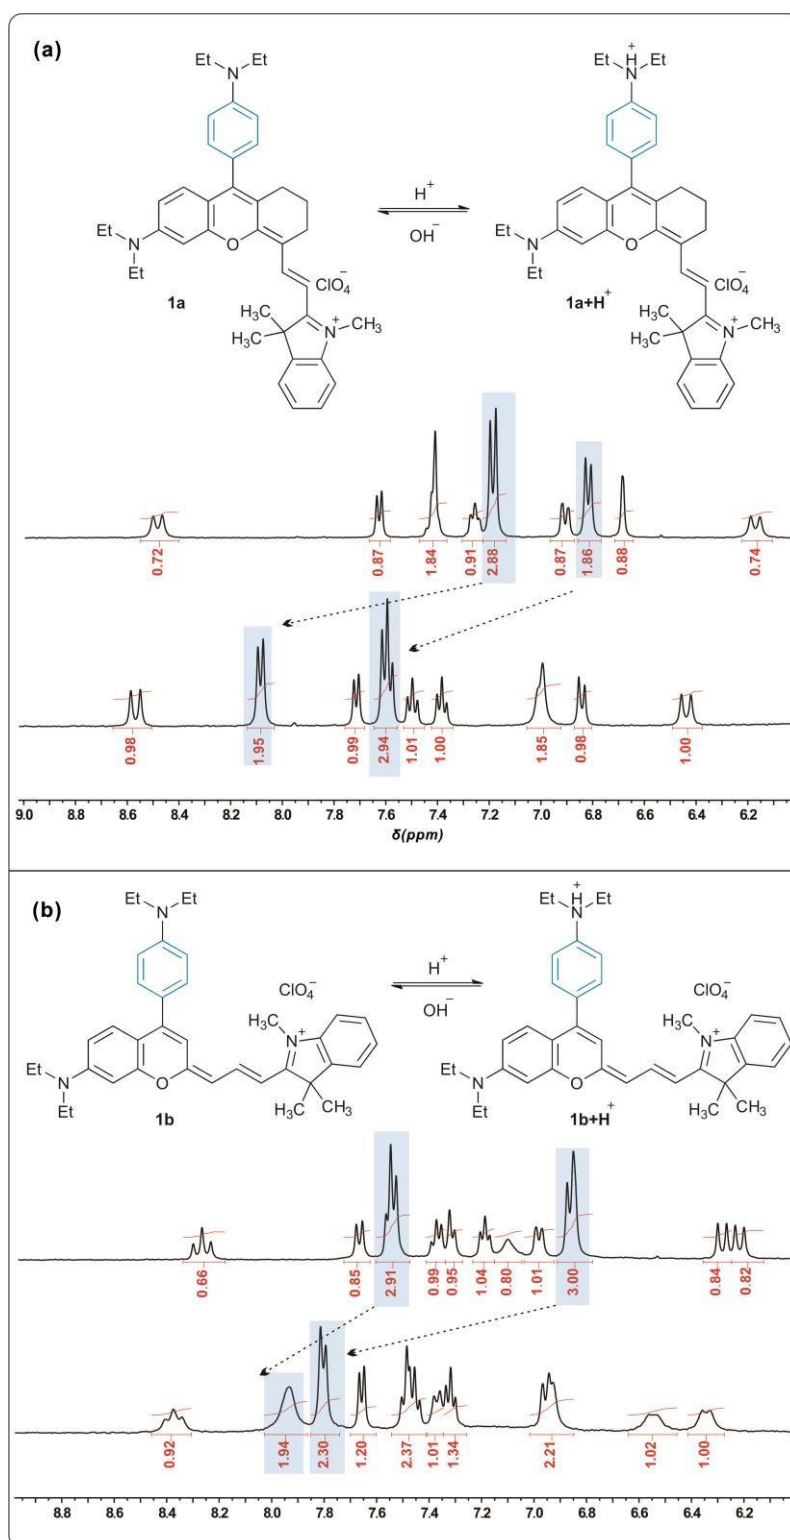 (a)
H
+
Et N Et
Et N Et
H+
OH−
Et N
Et
O
ClO4−
1a
H3C
H3C
N+ CH3
Et N
Et
O
ClO4−
1a+H+
H3C
H3C
N+ CH3
0.72
0.87
1.84
0.91
2.88
0.87
1.86
0.88
0.74
0.98
1.95
0.99
2.94
1.01
1.00
1.85
0.98
1.00
9.0 8.8 8.6 8.4 8.2 8.0 7.8 7.6 7.4 7.2 7.0 6.8 6.6 6.4 6.2
δ(ppm)
(b)
H
+
Et N Et
Et N Et
ClO4−
H+
OH−
ClO4−
H3C
N+
Et N
Et
O
H3C CH3
1b
H3C
N+
Et N
Et
O
H3C CH3
1b+H+
0.66
0.85
2.91
0.99
0.95
1.04
0.80
1.01
3.00
0.84
0.82
0.92
1.94
2.30
1.20
2.37
1.01
1.34
2.21
1.02
1.00
8.8 8.6 8.4 8.2 8.0 7.8 7.6 7.4 7.2 7.0 6.8 6.6 6.4 6.2